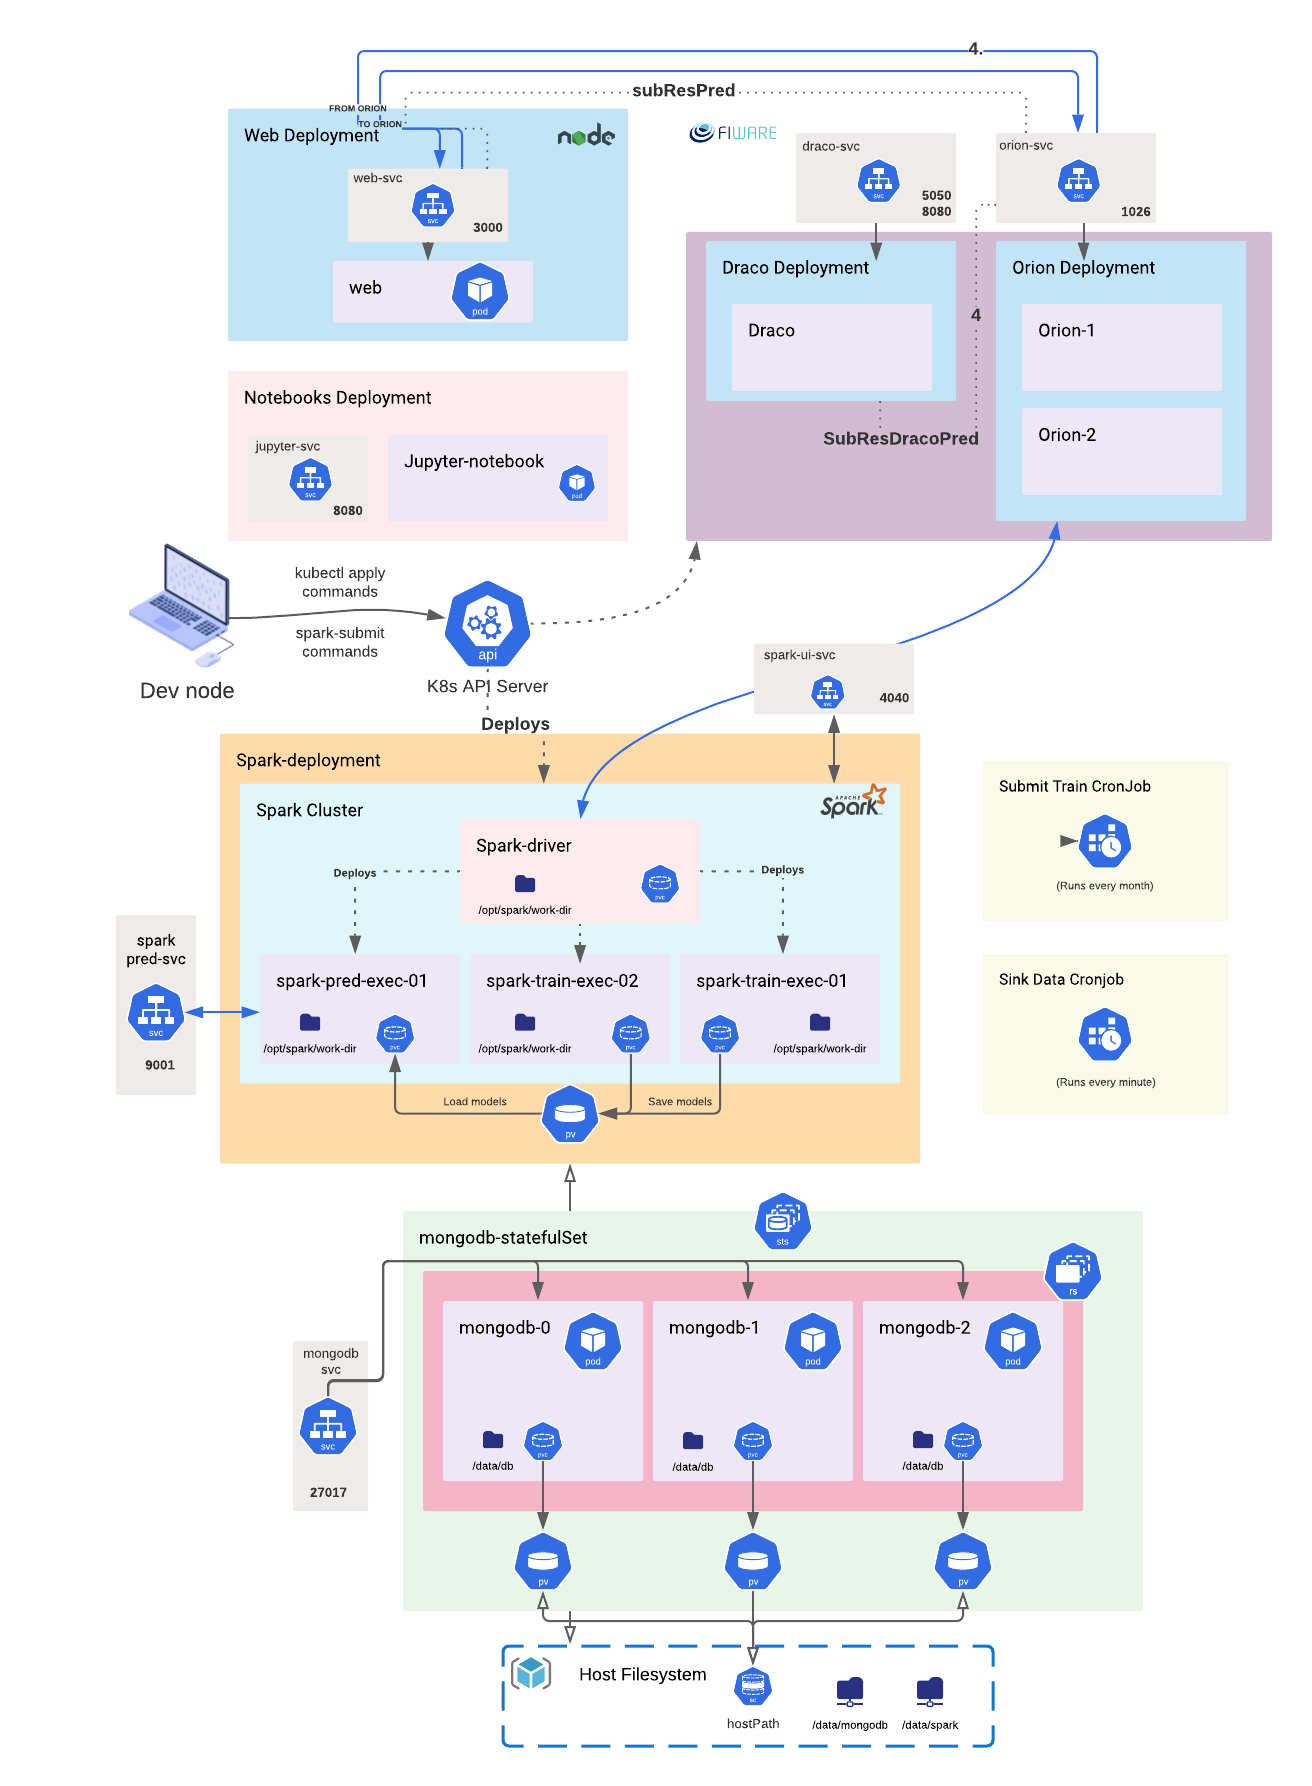 4.
subResPred
FROM ORION
TO ORION
Web Deployment
node
web-svc
svc
3000
web
pod
FIWARE
draco-svc
svc
5050
8080
orion-svc
svc
1026
Draco Deployment
Draco
Orion Deployment
4
Orion-1
Orion-2
SubResDracoPred
Notebooks Deployment
jupyter-svc
svc
8080
Jupyter-notebook
pod
kubectl apply
commands
spark-submit
commands
Dev node
api
K8s API Server
Deploys
spark-ui-svc
svc
4040
Spark-deployment
Spark Cluster
APACHE
Spark
Spark-driver
/opt/spark/work-dir
pvc
Deploys
Deploys
spark
pred-svc
svc
9001
spark-pred-exec-01
/opt/spark/work-dir
pvc
spark-train-exec-02
/opt/spark/work-dir
pvc
spark-train-exec-01
pvc
/opt/spark/work-dir
Load models
Save models
pv
Submit Train CronJob
(Runs every month)
Sink Data Cronjob
(Runs every minute)
mongodb-statefulSet
sts
rs
mongodb
svc
svc
27017
mongodb-0
pod
/data/db
pvc
mongodb-1
pod
/data/db
pvc
mongodb-2
pod
/data/db
pvc
pv
pv
pv
Host Filesystem
sc
hostPath
/data/mongodb
/data/spark